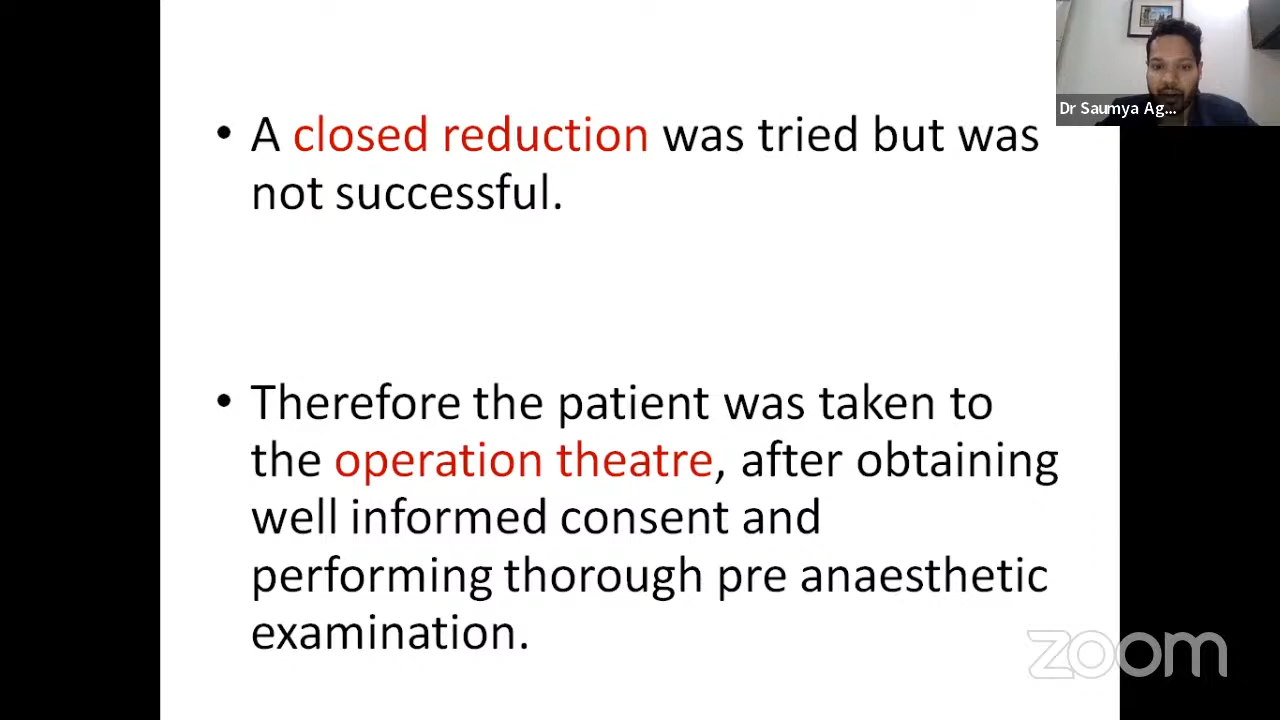 Dr Saumya Ag...
• A closed reduction was tried but was
not successful.
• Therefore the patient was taken to
the operation theatre, after obtaining
well informed consent and
performing thorough pre anaesthetic
examination.
zoom